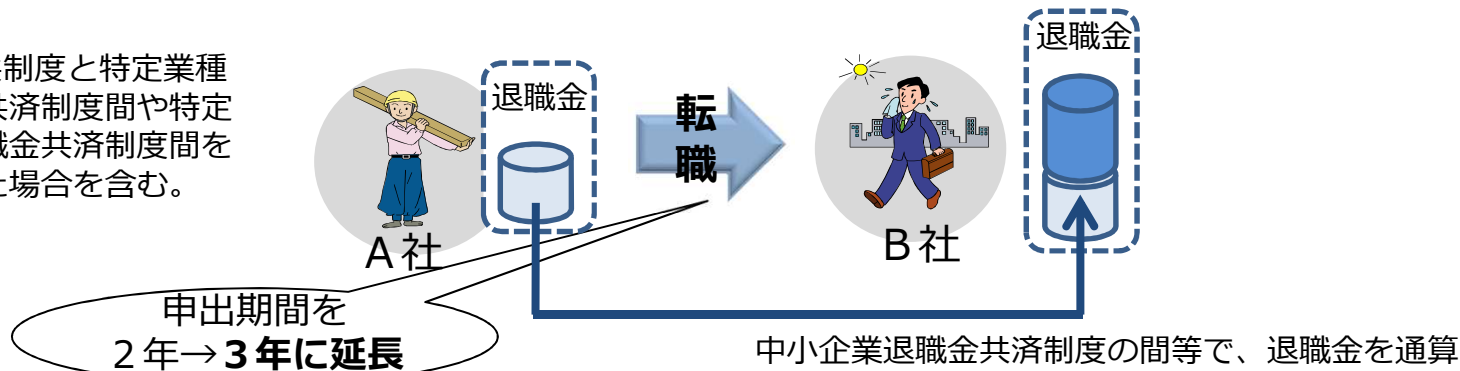 制度と特定業種
共済制度間や特定
職金共済制度間を
た場合を含む。
退職金
転
職
退職金
A社
B社
申出期間を
2年→3年に延長
中小企業退職金共済制度の間等で、退職金を通算